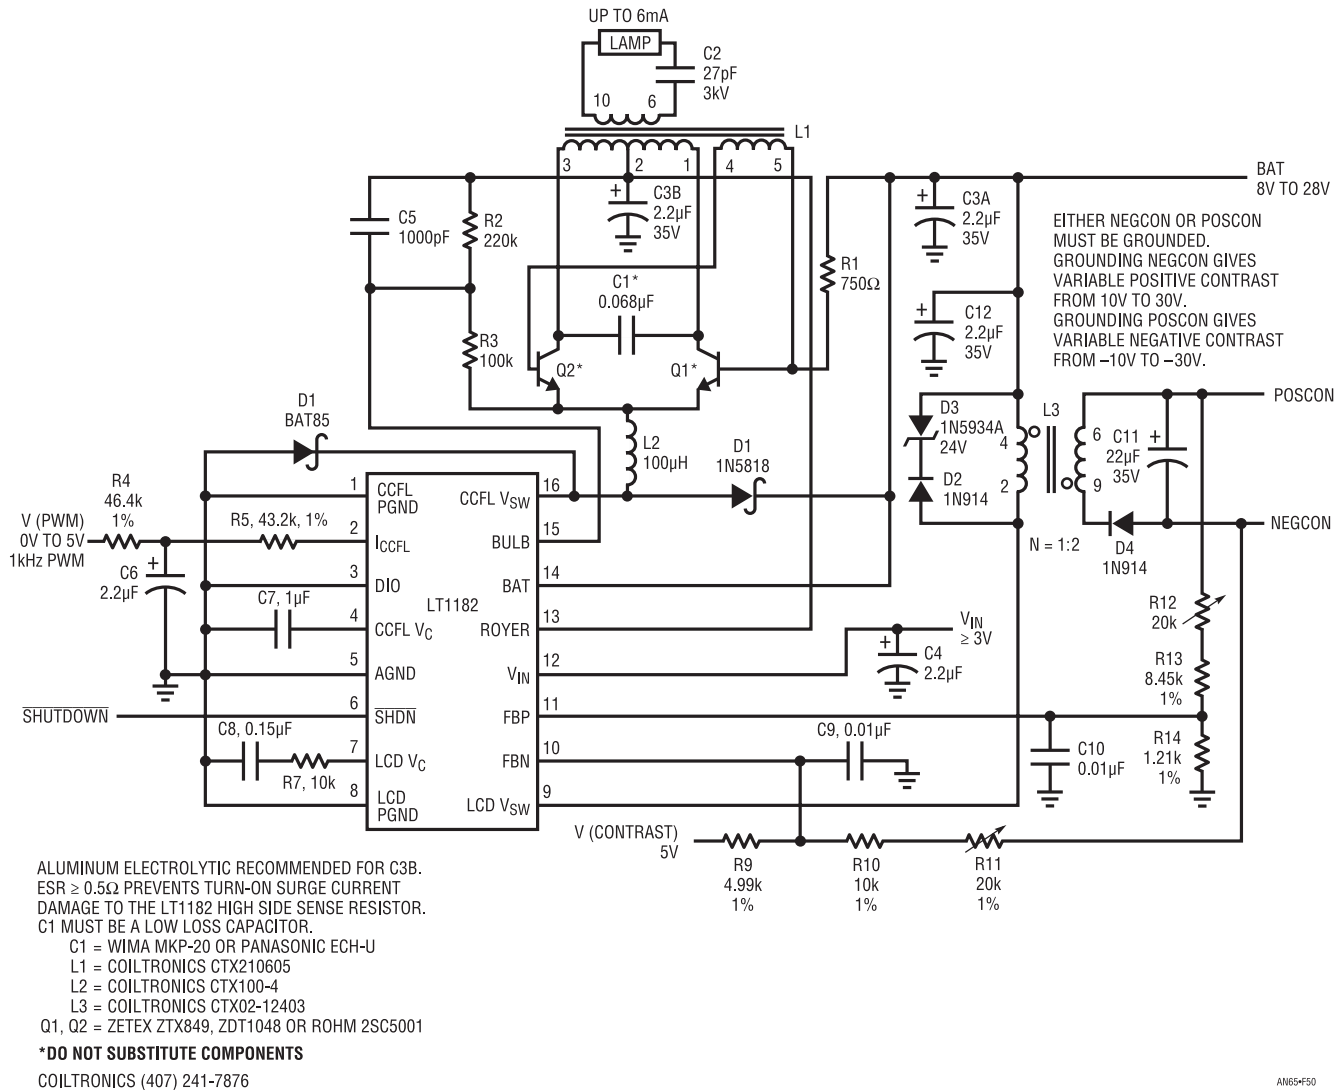 UP TO 6mA
LAMP
C2
27pF
3kV
10
6
L1
3
2
1
4
5
BAT
8V TO 28V
C5
1000pF
R2
220k
+
C3B
2.2µF
35V
+
C3A
2.2µF
35V
EITHER NEGCON OR POSCON
MUST BE GROUNDED.
GROUNDING NEGCON GIVES
VARIABLE POSITIVE CONTRAST
FROM 10V TO 30V.
GROUNDING POSCON GIVES
VARIABLE NEGATIVE CONTRAST
FROM –10V TO –30V.
R1
750Ω
C1*
0.068µF
+
C12
2.2µF
35V
R3
100k
Q2*
Q1*
D1
BAT85
L2
100µH
D1
1N5818
D3
1N5934A
24V
D2
1N914
L3
4
2
6
9
N = 1:2
C11
22µF
35V
+
POSCON
NEGCON
D4
1N914
R4
46.4k
1%
V (PWM)
0V TO 5V
1kHz PWM
R5, 43.2k, 1%
+
C6
2.2µF
C7, 1µF
1
CCFL
PGND
2
ICCFL
3
DIO
4
CCFL VC
5
AGND
6
SHDN
7
LCD VC
8
LCD
PGND
LT1182
CCFL VSW
16
BULB
15
BAT
14
ROYER
13
VIN
12
FBP
11
FBN
10
LCD VSW
9
SHUTDOWN
C8, 0.15µF
R7, 10k
VIN
≥ 3V
+
C4
2.2µF
R12
20k
R13
8.45k
1%
R14
1.21k
1%
C9, 0.01µF
C10
0.01µF
V (CONTRAST)
5V
R9
4.99k
1%
R10
10k
1%
R11
20k
1%
ALUMINUM ELECTROLYTIC RECOMMENDED FOR C3B.
ESR ≥ 0.5Ω PREVENTS TURN-ON SURGE CURRENT
DAMAGE TO THE LT1182 HIGH SIDE SENSE RESISTOR.
C1 MUST BE A LOW LOSS CAPACITOR.
C1 = WIMA MKP-20 OR PANASONIC ECH-U
L1 = COILTRONICS CTX210605
L2 = COILTRONICS CTX100-4
L3 = COILTRONICS CTX02-12403
Q1, Q2 = ZETEX ZTX849, ZDT1048 OR ROHM 2SC5001
*DO NOT SUBSTITUTE COMPONENTS
COILTRONICS (407) 241-7876
AN65•F50